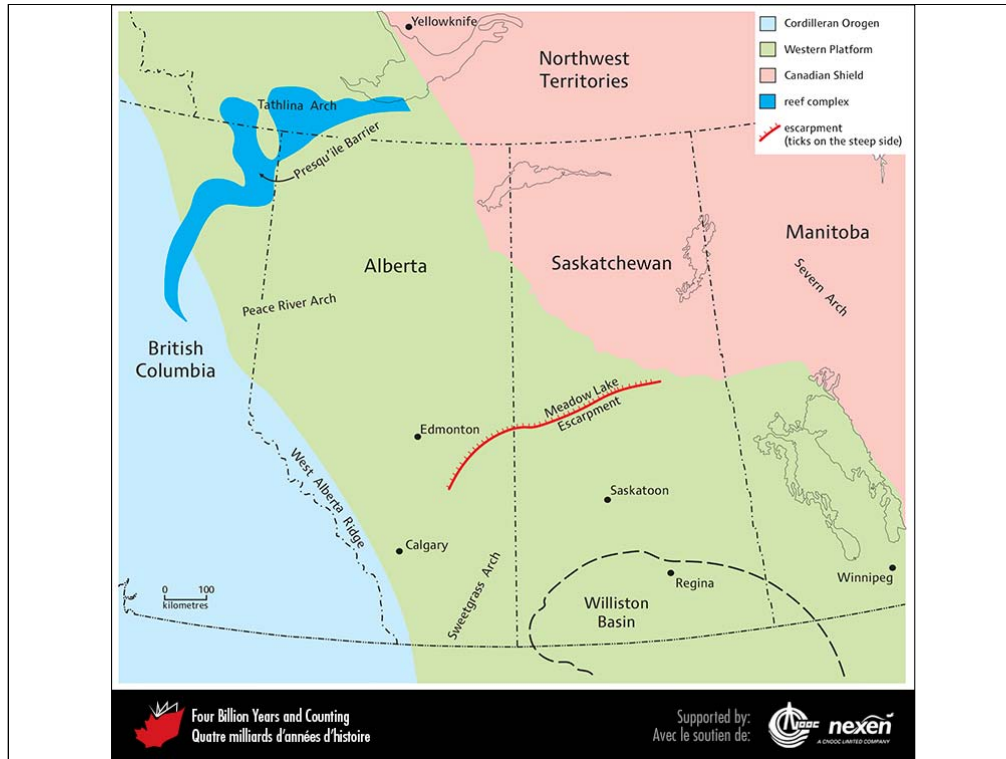 Yellowknife
Northwest
Territories
Cordilleran Orogen
Western Platform
Canadian Shield
reef complex
escarpment
(ticks on the steep side)
Tathlina Arch
Presqu'ile Barrier
Alberta
Saskatchewan
Manitoba
Severn Arch
Peace River Arch
British
Columbia
Meadow Lake
Escarpment
Edmonton
West Alberta Ridge
Saskatoon
Calgary
Sweetgrass Arch
Regina
Winnipeg
Williston
Basin
0 100
kilometres
Four Billion Years and Counting
Quatre milliards d'années d'histoire
Supported by:
Avec le soutien de:
cnooc
nexen
A CNOOC LIMITED COMPANY